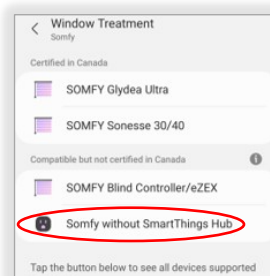 Window Treatment
Somfy
Certified in Canada
SOMFY Glydea Ultra
SOMFY Sonesse 30/40
Compatible but not certified in Canada
SOMFY Blind Controller/eZEX
Somfy without SmartThings Hub
Tap the button below to see all devices supported